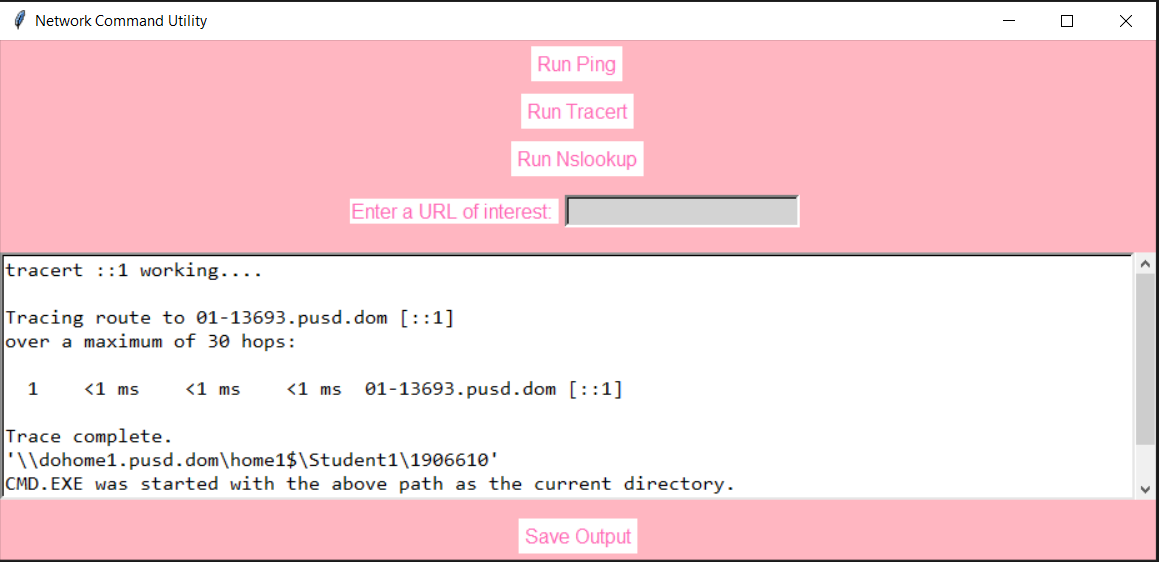 Network Command Utility
Run Ping
Run Tracert
Run Nslookup
Enter a URL of interest:
tracert ::1 working....
Tracing route to 01-13693.pusd.dom [::1]
over a maximum of 30 hops:
  1    <1 ms    <1 ms    <1 ms  01-13693.pusd.dom [::1]
Trace complete.
'\\dohome1.pusd.dom\home1$\Student1\1906610'
CMD.EXE was started with the above path as the current directory.
Save Output